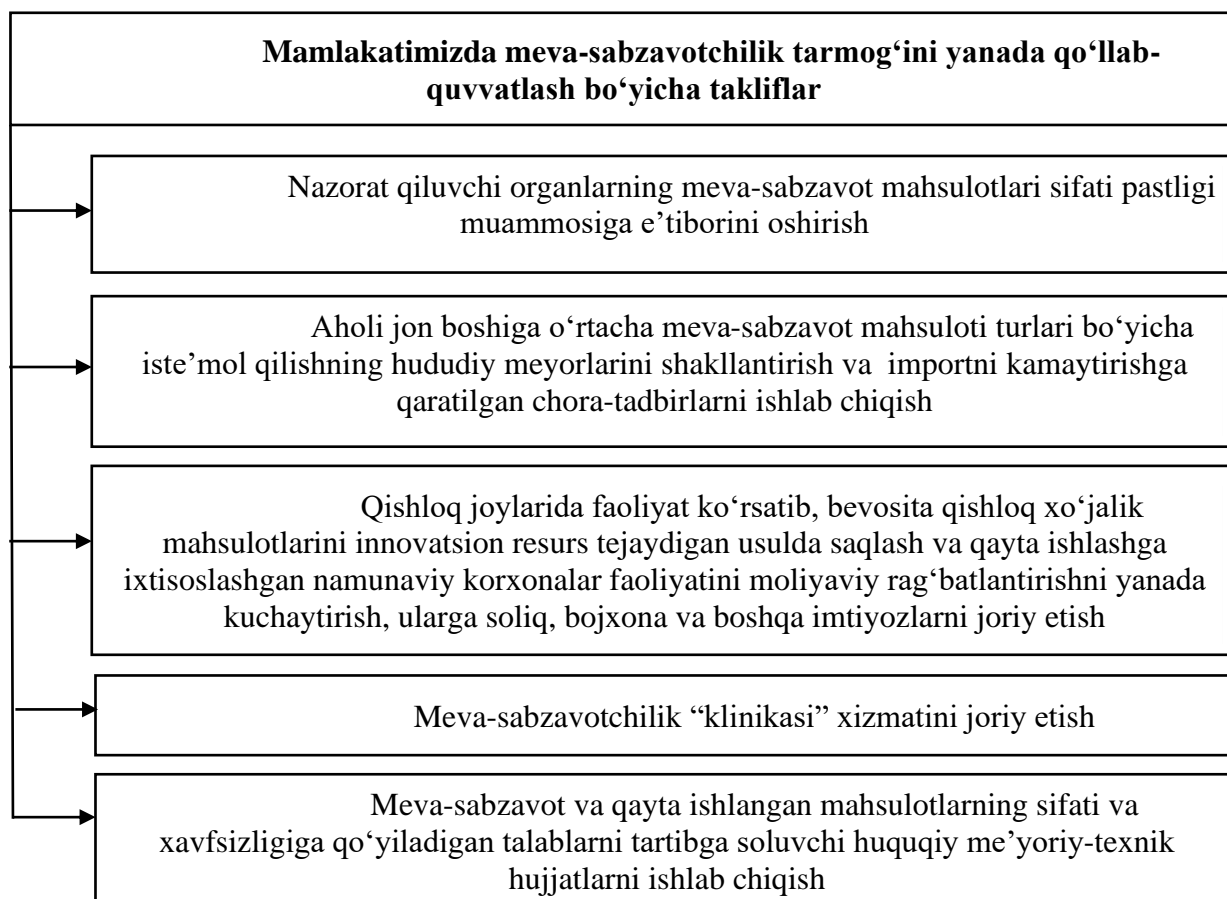 Mamlakatimizda meva-sabzavotchilik tarmog‘ini yanada qo‘llab-
quvvatlash bo‘yicha takliflar
Nazorat qiluvchi organlarning meva-sabzavot mahsulotlari sifati pastligi
muammosiga e’tiborini oshirish
Aholi jon boshiga o‘rtacha meva-sabzavot mahsuloti turlari bo‘yicha
iste’mol qilishning hududiy meyorlarini shakllantirish va importni kamaytirishga
qaratilgan chora-tadbirlarni ishlab chiqish
Qishloq joylarida faoliyat ko‘rsatib, bevosita qishloq xo‘jalik
mahsulotlarini innovatsion resurs tejaydigan usulda saqlash va qayta ishlashga
ixtisoslashgan namunaviy korxonalar faoliyatini moliyaviy rag‘batlantirishni yanada
kuchaytirish, ularga soliq, bojxona va boshqa imtiyozlarni joriy etish
Meva-sabzavotchilik “klinikasi” xizmatini joriy etish
Meva-sabzavot va qayta ishlangan mahsulotlarning sifati va
xavfsizligiga qo‘yiladigan talablarni tartibga soluvchi huquqiy me’yoriy-texnik
hujjatlarni ishlab chiqish